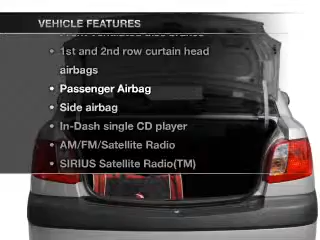 VEHICLE FEATURES
• 1st and 2nd row curtain head
airbags
• Passenger Airbag
• Side airbag
• In-Dash single CD player
• AM/FM/Satellite Radio
• SIRIUS Satellite Radio(TM)